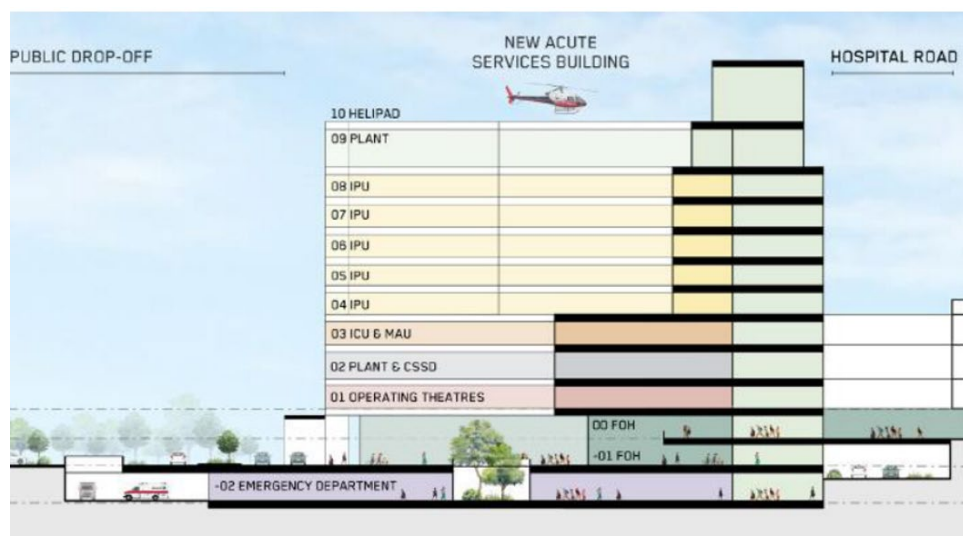 PUBLIC DROP-OFF
NEW ACUTE
SERVICES BUILDING
HOSPITAL ROAD
10 HELIPAD
09 PLANT
08 IPU
07 IPU
06 IPU
05 IPU
04 IPU
03 ICU & MAU
02 PLANT & CSSD
01 OPERATING THEATRES
00 FOH
-01 FOH
-02 EMERGENCY DEPARTMENT